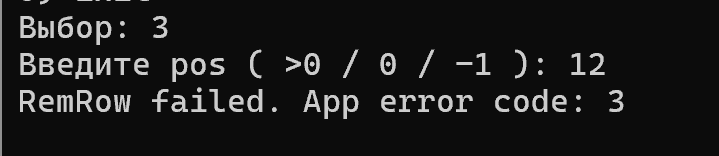 Выбор: 3
Введите pos ( >0 / 0 / -1 ): 12
RemRow failed. App error code: 3